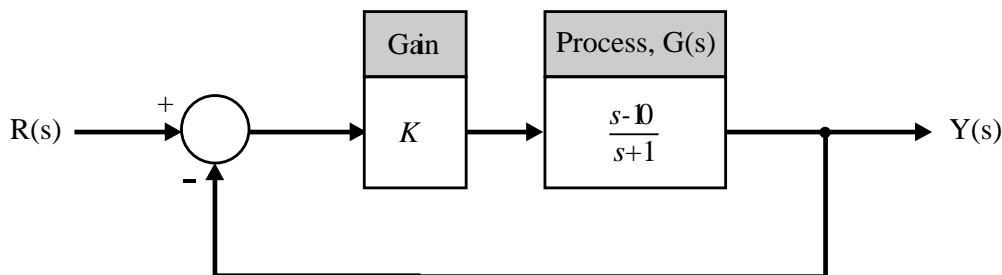 Gain
Process, G(s)
+
R(s)
K
s-10
s+1
Y(s)
-